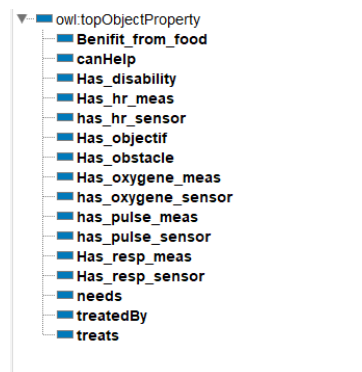 owl:topObjectProperty
Benifit_from_food
canHelp
Has_disability
Has_hr_meas
has_hr_sensor
Has_objectif
Has_obstacle
Has_oxygene_meas
has_oxygene_sensor
has_pulse_meas
has_pulse_sensor
Has_resp_meas
Has_resp_sensor
needs
treatedBy
treats